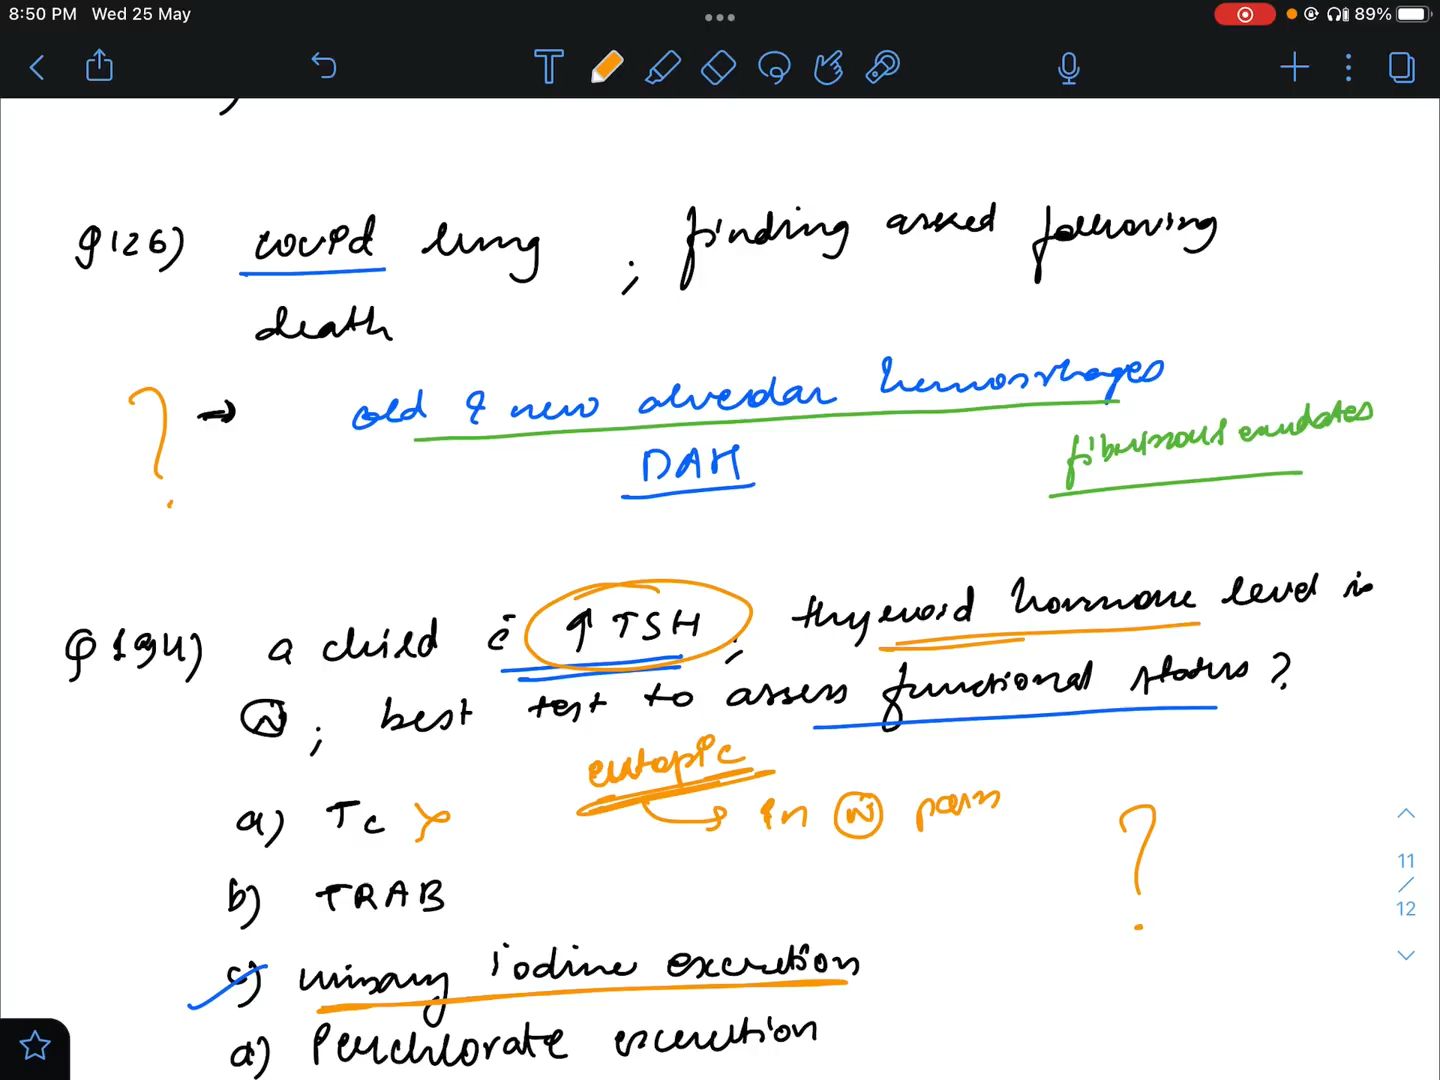 8:50 PM Wed 25 May
89%
Q126) covid lung ; finding asked following
death
? → old & new alveolar hemorrhages
fibrinous exudates
DAH
Q194) a child c̄ ↑ TSH ; thyroid hormone level is
Ⓝ ; best test to assess functional status?
eutopic
→ in Ⓝ posn
a) Tc
?
b) TRAB
c) urinary iodine excretion
d) Perchlorate excretion
11
/
12